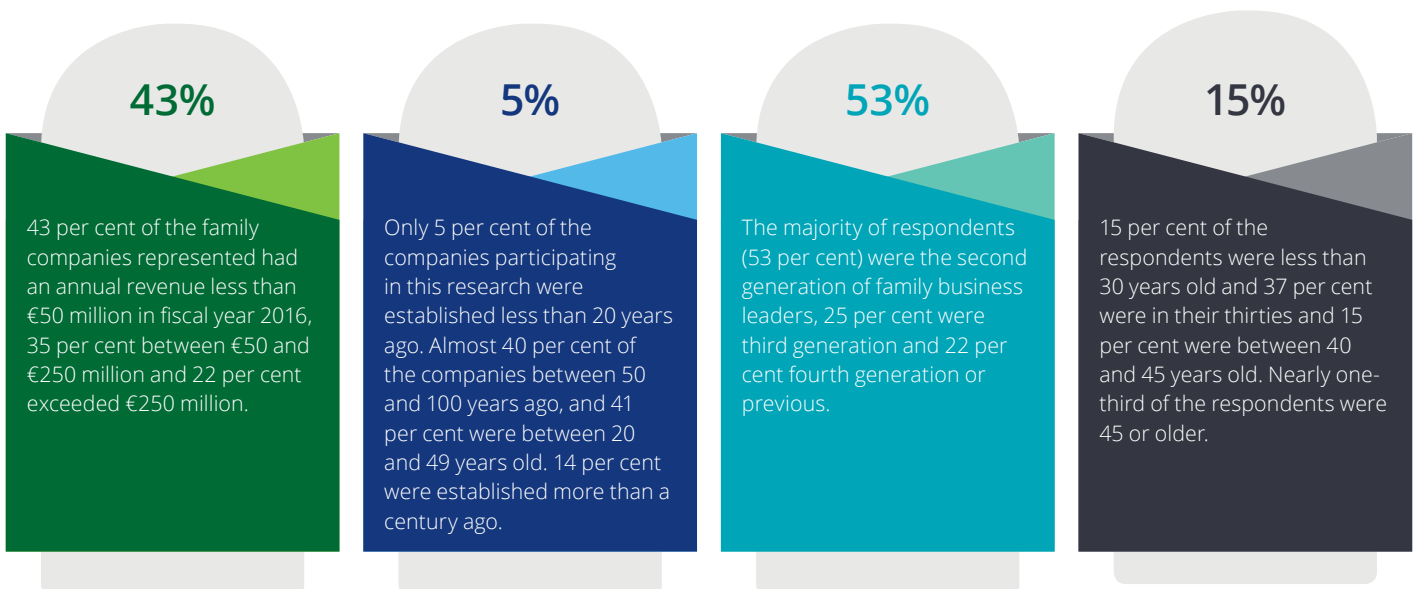 43%
43 per cent of the family
companies represented had
an annual revenue less than
€50 million in fiscal year 2016,
35 per cent between €50 and
€250 million and 22 per cent
exceeded €250 million.
5%
Only 5 per cent of the
companies participating
in this research were
established less than 20 years
ago. Almost 40 per cent of
the companies between 50
and 100 years ago, and 41
per cent were between 20
and 49 years old. 14 per cent
were established more than a
century ago.
53%
The majority of respondents
(53 per cent) were the second
generation of family business
leaders, 25 per cent were
third generation and 22 per
cent fourth generation or
previous.
15%
15 per cent of the
respondents were less than
30 years old and 37 per cent
were in their thirties and 15
per cent were between 40
and 45 years old. Nearly one-
third of the respondents were
45 or older.